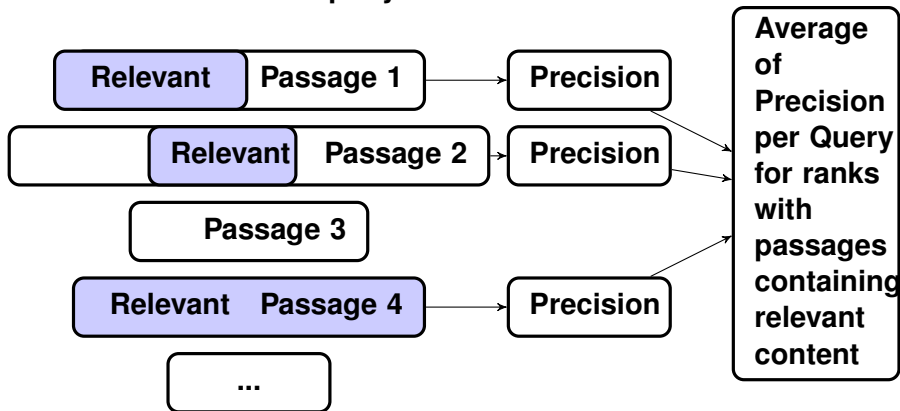 Relevant Passage 1
Precision
Relevant Passage 2
Precision
Passage 3
Relevant Passage 4
Precision
...
Average
of
Precision
per Query
for ranks
with
passages
containing
relevant
content